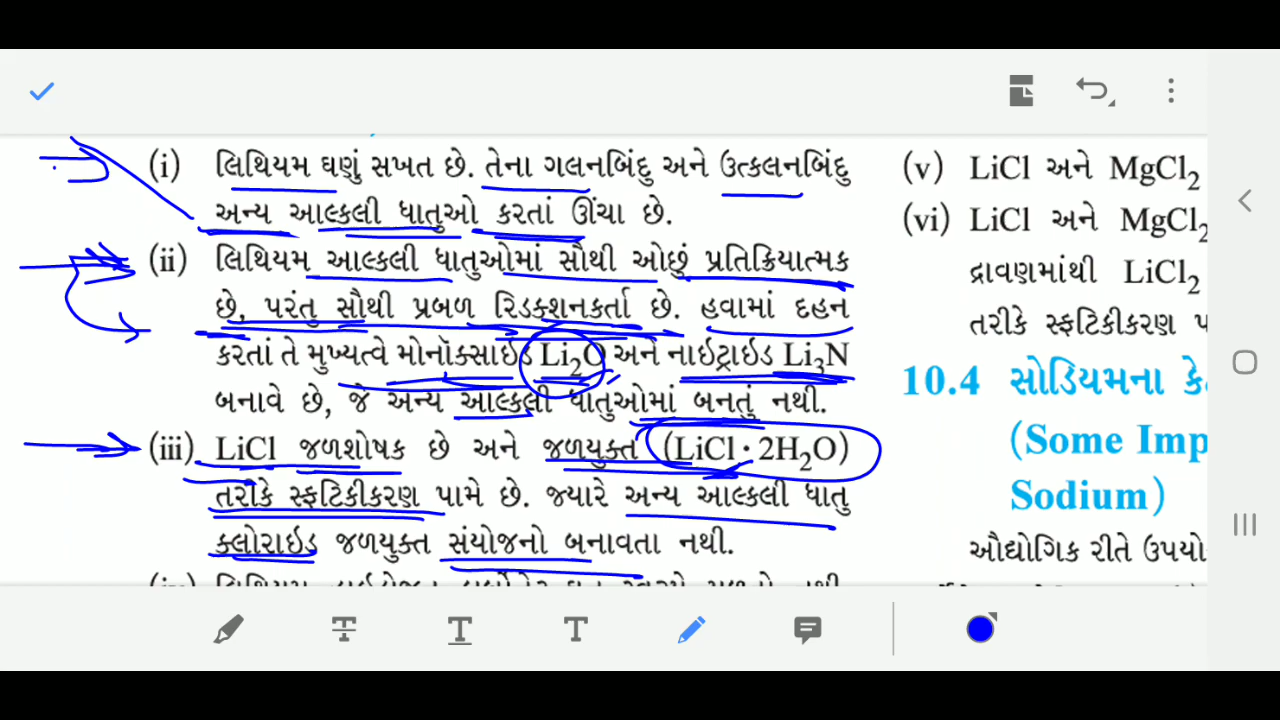 (i) લિથિયમ ઘણું સખત છે. તેના ગલનબિંદુ અને ઉત્કલનબિંદુ
અન્ય આલ્કલી ધાતુઓ કરતાં ઊંચા છે.
(ii) લિથિયમ આલ્કલી ધાતુઓમાં સૌથી ઓછું પ્રતિક્રિયાત્મક
છે, પરંતુ સૌથી પ્રબળ રિડક્શનકર્તા છે. હવામાં દહન
કરતાં તે મુખ્યત્વે મોનૉક્સાઇડ Li₂O અને નાઇટ્રાઇડ Li₃N
બનાવે છે, જે અન્ય આલ્કલી ધાતુઓમાં બનતું નથી.
(iii) LiCl જળશોષક છે અને જળયુક્ત (LiCl · 2H₂O)
તરીકે સ્ફટિકીકરણ પામે છે. જ્યારે અન્ય આલ્કલી ધાતુ
ક્લોરાઇડ જળયુક્ત સંયોજનો બનાવતા નથી.
(v) LiCl અને MgCl₂
(vi) LiCl અને MgCl₂
દ્રાવણમાંથી LiCl₂
તરીકે સ્ફટિકીકરણ
10.4 સોડિયમના
(Some
Sodium)
ઔદ્યોગિક રીતે